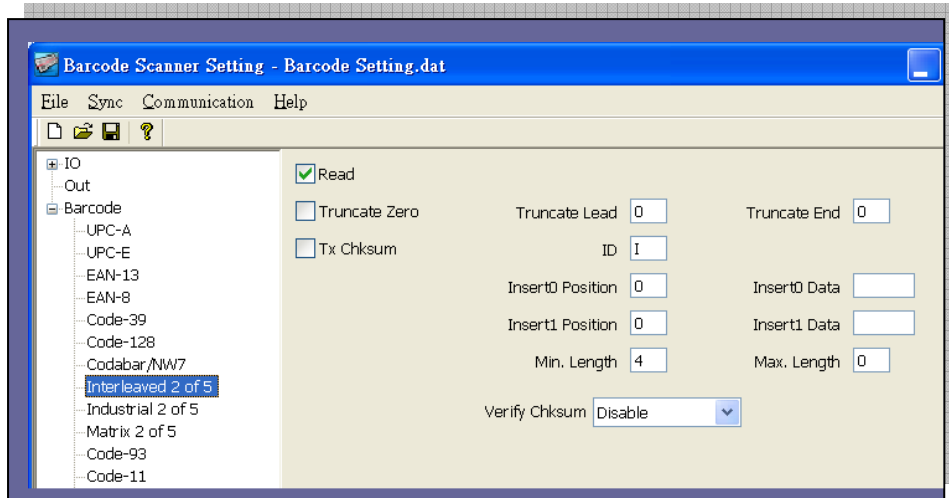 Barcode Scanner Setting - Barcode Setting.dat
File Sync Communication Help
IO
Out
Barcode
UPC-A
UPC-E
EAN-13
EAN-8
Code-39
Code-128
Codabar/NW7
Interleaved 2 of 5
Industrial 2 of 5
Matrix 2 of 5
Code-93
Code-11
Read
Truncate Zero Truncate Lead 0 Truncate End 0
Tx Chksum ID I
Insert0 Position 0 Insert0 Data
Insert1 Position 0 Insert1 Data
Min. Length 4 Max. Length 0
Verify Chksum Disable